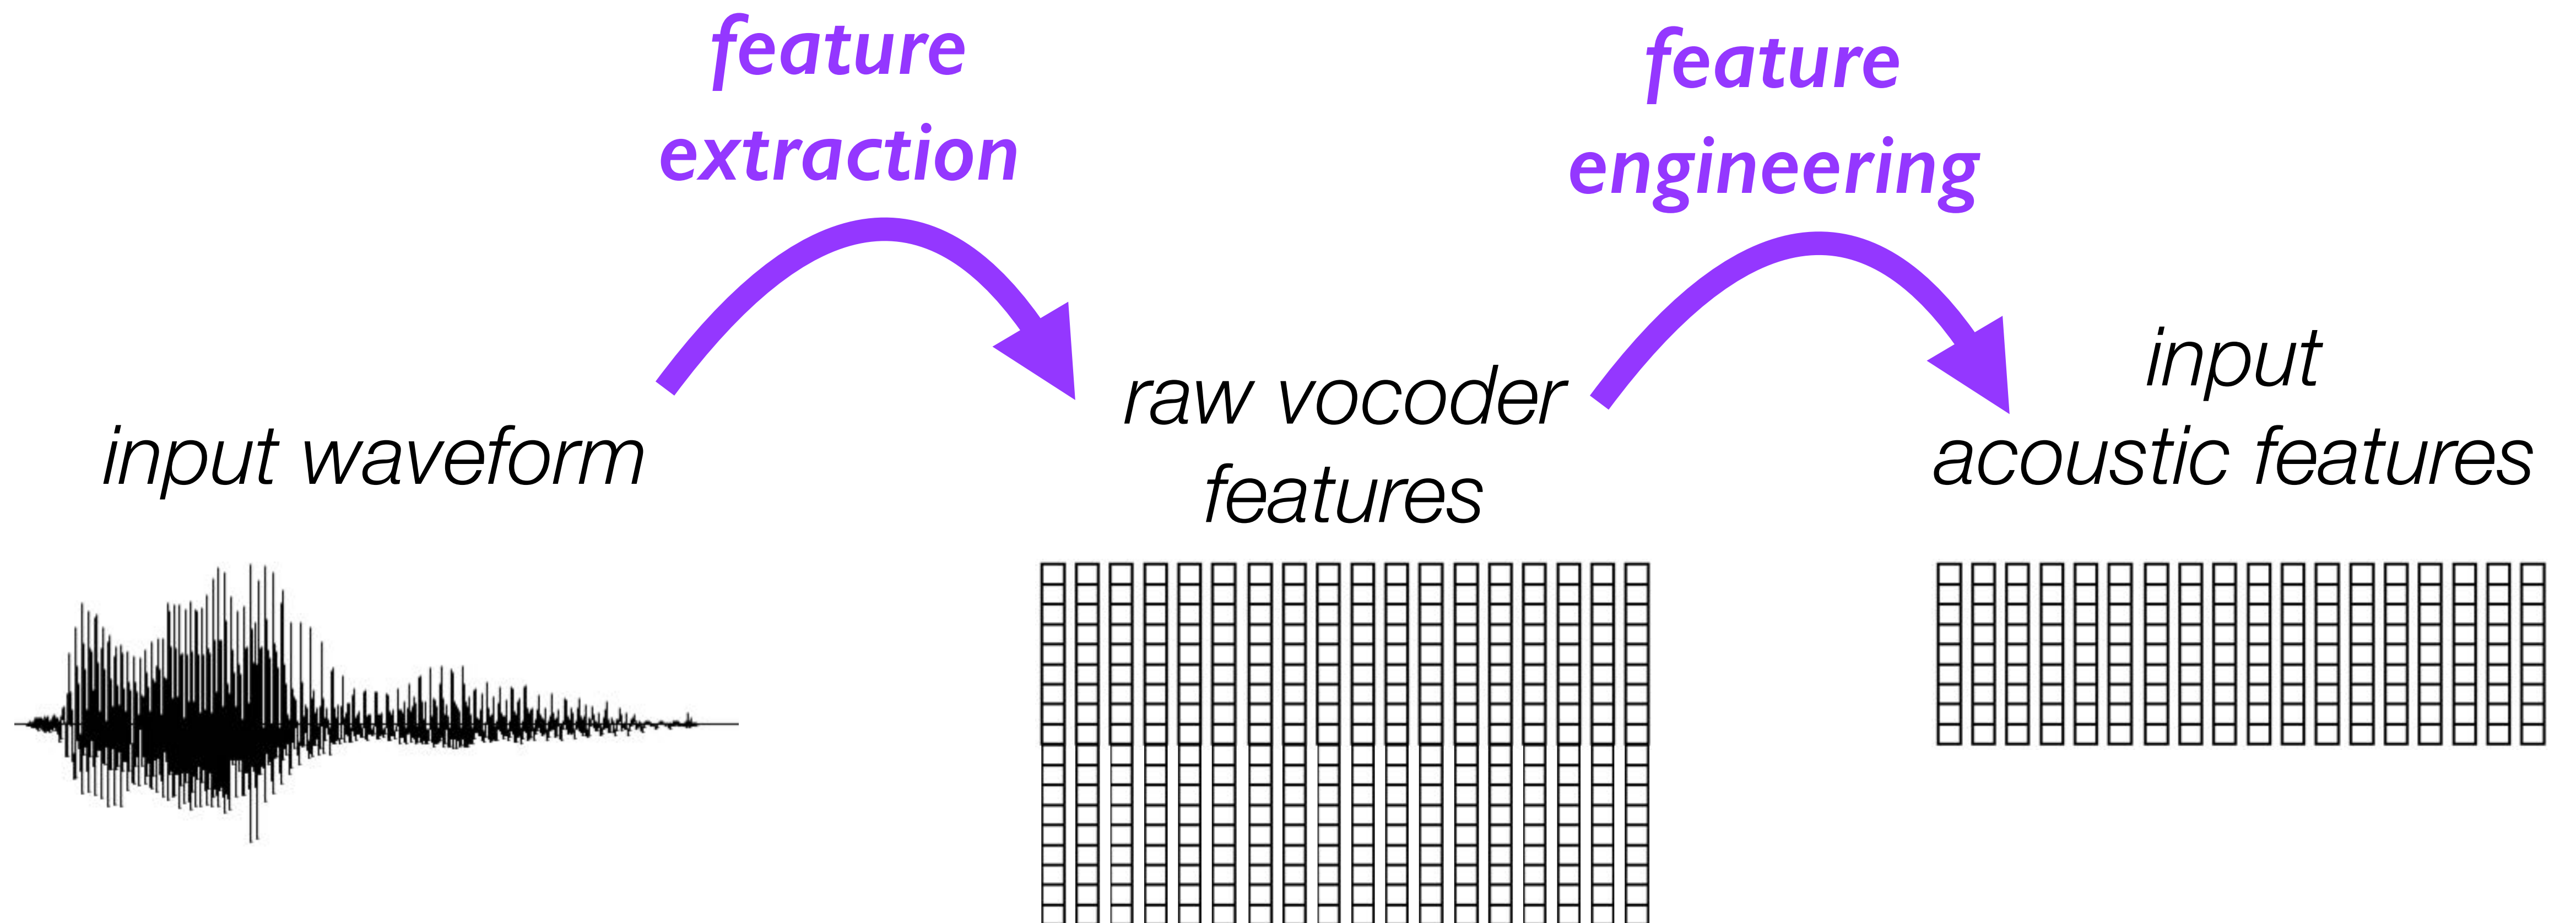 feature
extraction
feature
engineering
input waveform
raw vocoder
features
input
acoustic features